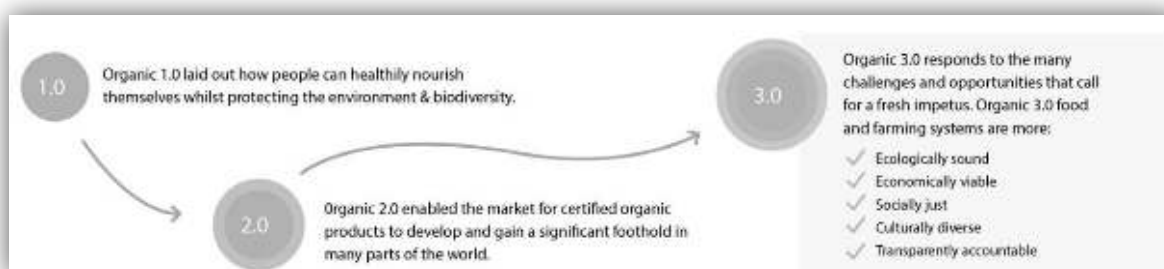 1.0
Organic 1.0 laid out how people can healthily nourish
themselves whilst protecting the environment & biodiversity.
2.0
Organic 2.0 enabled the market for certified organic
products to develop and gain a significant foothold in
many parts of the world.
3.0
Organic 3.0 responds to the many
challenges and opportunities that call
for a fresh impetus. Organic 3.0 food
and farming systems are more:
Ecologically sound
Economically viable
Socially just
Culturally diverse
Transparently accountable